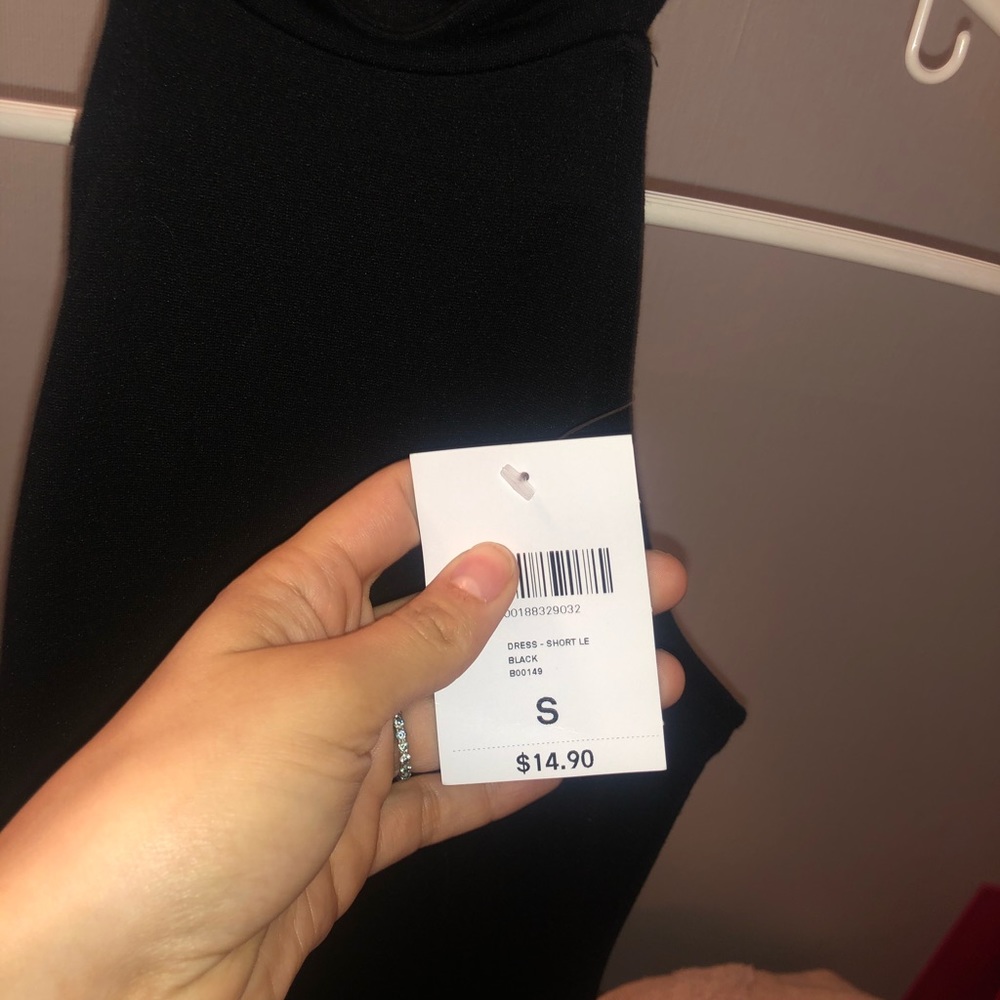 00188329032
DRESS - SHORT LE
BLACK
B00149
S
$14.90